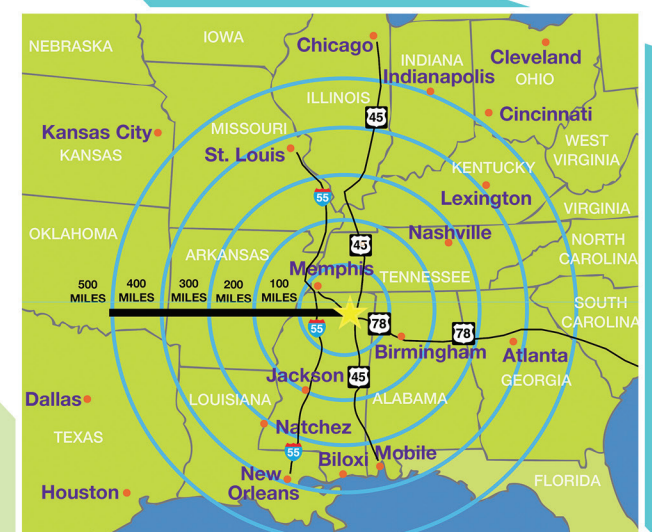 IOWA
NEBRASKA
Chicago
Cleveland
INDIANA
Indianapolis
OHIO
ILLINOIS
45
Cincinnati
MISSOURI
Kansas City
KANSAS
St. Louis
WEST
VIRGINIA
KENTUCKY
Lexington
55
VIRGINIA
OKLAHOMA
Nashville
45
NORTH
CAROLINA
ARKANSAS
Memphis
TENNESSEE
500
MILES
400
MILES
300
MILES
200
MILES
100
MILES
SOUTH
CAROLINA
55
78
78
Birmingham
Atlanta
Jackson
45
GEORGIA
Dallas
LOUISIANA
ALABAMA
Natchez
TEXAS
55
Biloxi
Mobile
New
Orleans
FLORIDA
Houston